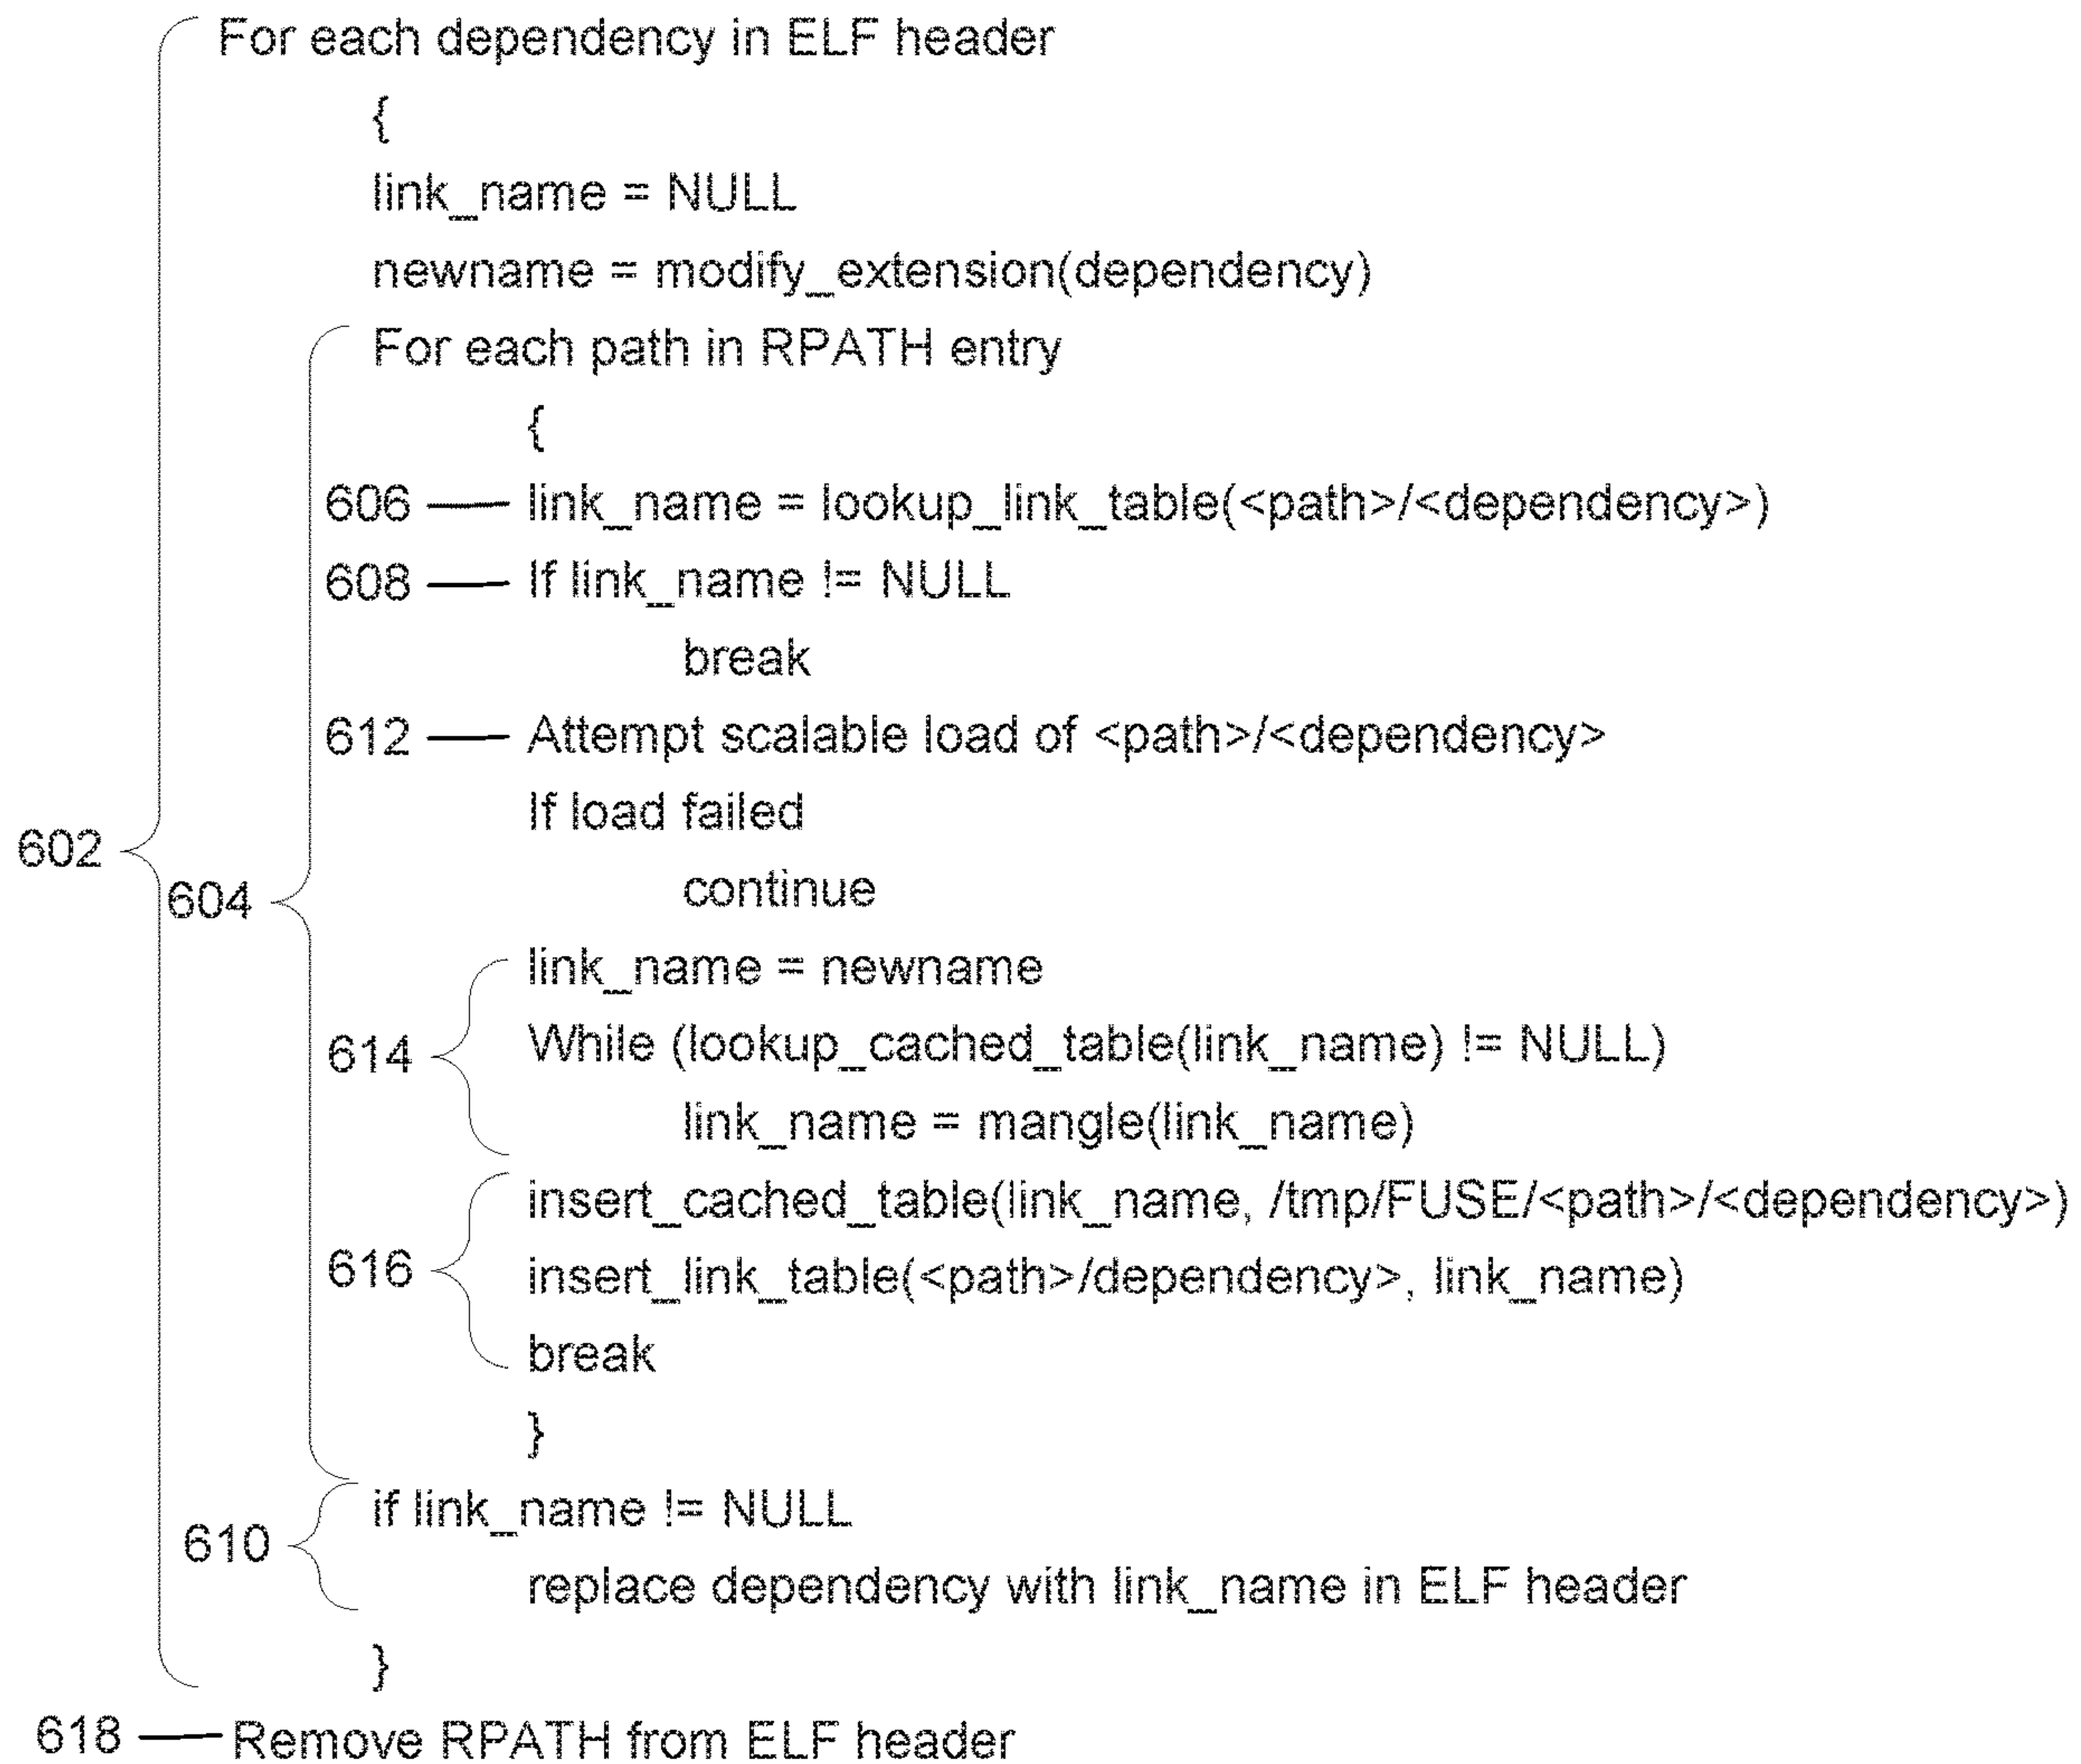 For each dependency in ELF header
{
link_name = NULL
newname = modify_extension(dependency)
For each path in RPATH entry
{
606 link_name = lookup_link_table(<path>/<dependency>)
608 If link_name != NULL
break
612 Attempt scalable load of <path>/<dependency>
If load failed
602
604
continue
link_name = newname
614 While (lookup_cached_table(link_name) != NULL)
link_name = mangle(link_name)
insert_cached_table(link_name, /tmp/FUSE/<path>/<dependency>)
616 insert_link_table(<path>/dependency>, link_name)
break
}
if link_name != NULL
610
replace dependency with link_name in ELF header
}
618 Remove RPATH from ELF header